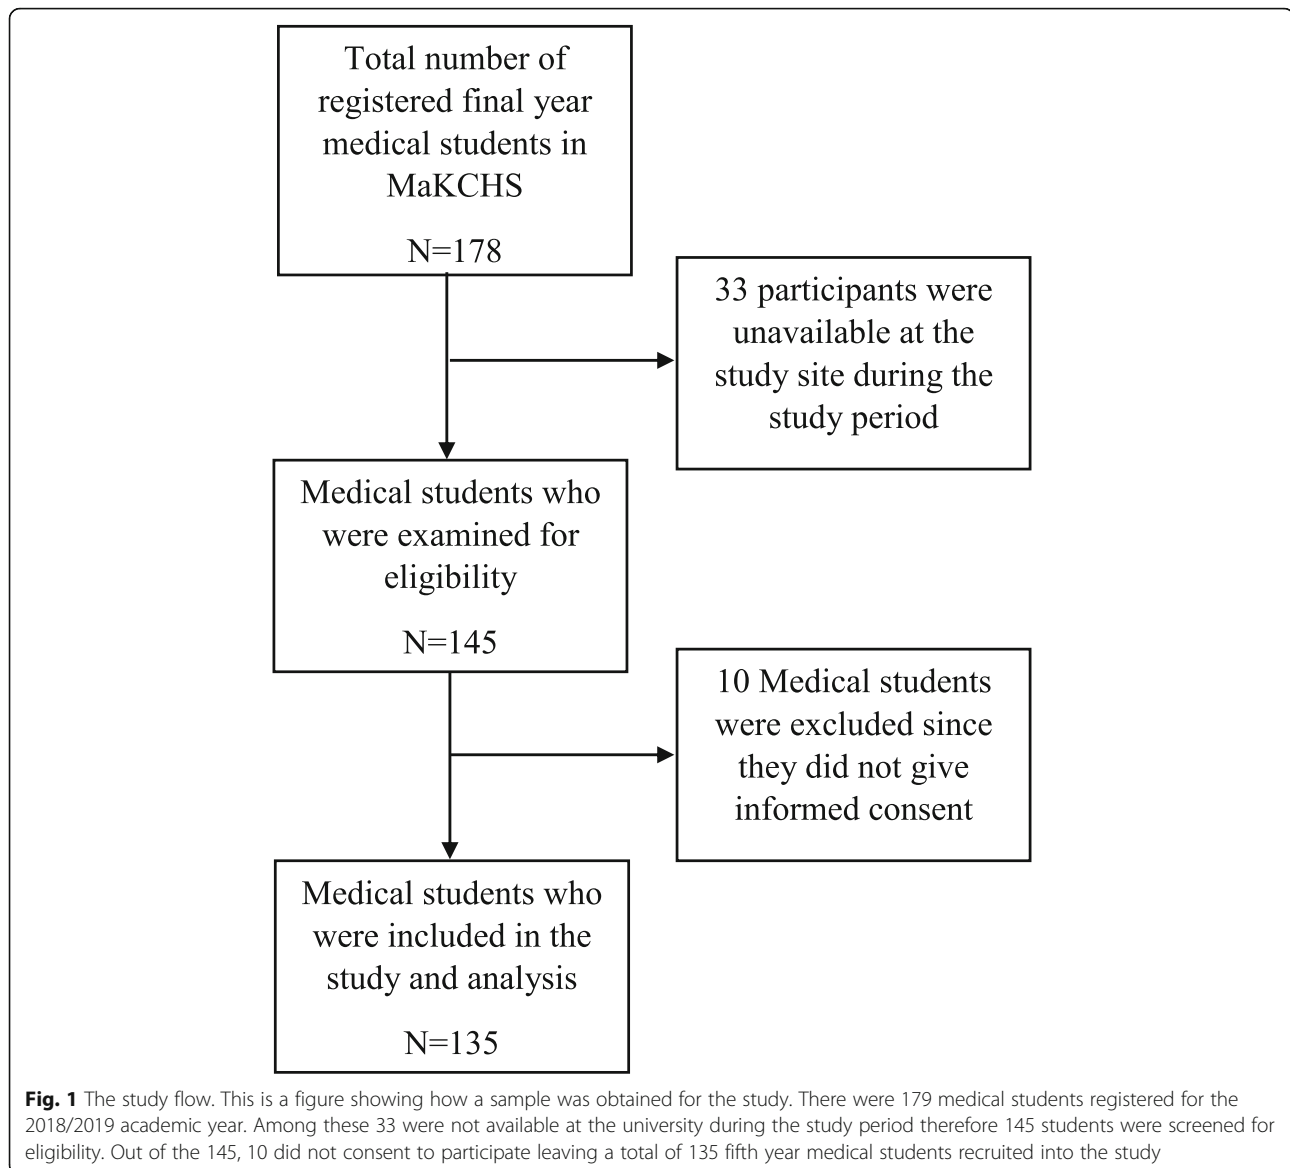 Total number of
registered final year
medical students in
MaKCHS
N=178
33 participants were
unavailable at the
study site during the
study period
Medical students who
were examined for
eligibility
N=145
10 Medical students
were excluded since
they did not give
informed consent
Medical students who
were included in the
study and analysis
N=135
Fig. 1 The study flow. This is a figure showing how a sample was obtained for the study. There were 179 medical students registered for the
2018/2019 academic year. Among these 33 were not available at the university during the study period therefore 145 students were screened for
eligibility. Out of the 145, 10 did not consent to participate leaving a total of 135 fifth year medical students recruited into the study